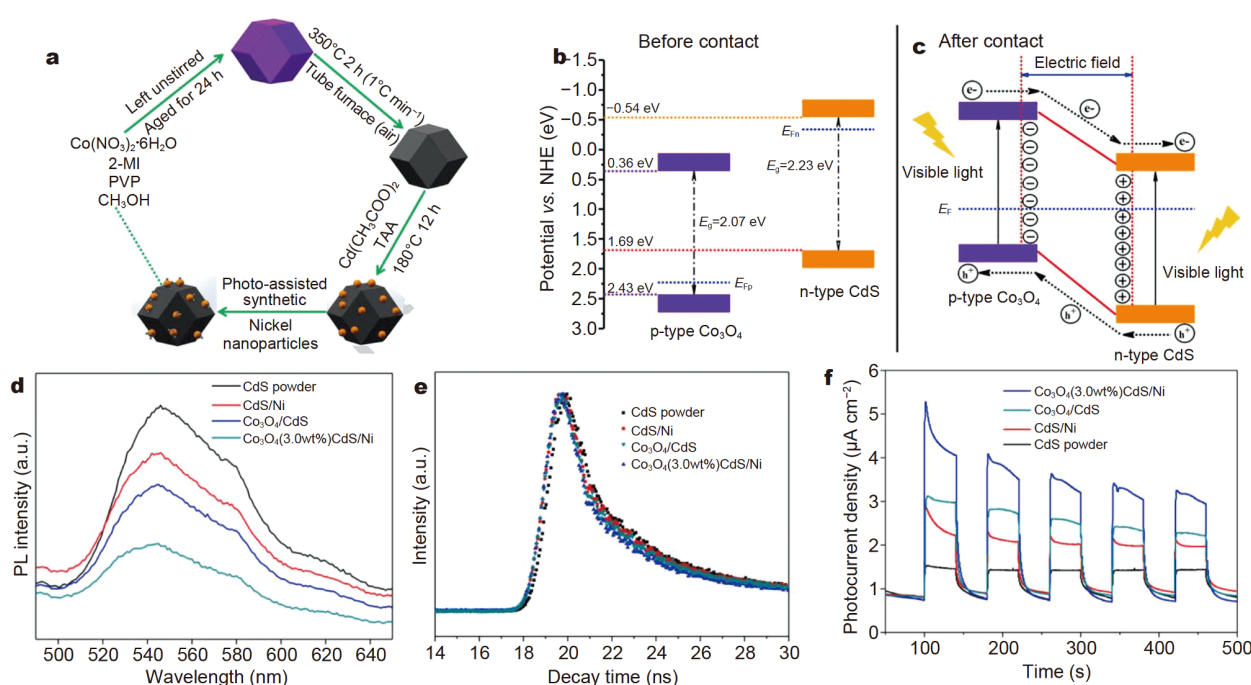 a
Left unstirred
Aged for 24 h
Co(NO₃)₂·6H₂O
2-MI
PVP
CH₃OH
350°C 2 h (1°C min⁻¹)
Tube furnace (air)
Cd(CH₃COO)₂
TAA
180°C 12 h
Photo-assisted
synthetic
Nickel
nanoparticles
b
Before contact
Potential vs. NHE (eV)
−1.5
−1.0
−0.5
0.0
0.5
1.0
1.5
2.0
2.5
3.0
−0.54 eV
0.36 eV
1.69 eV
2.43 eV
E_Fn
E_g=2.23 eV
E_g=2.07 eV
E_Fp
n-type CdS
p-type Co₃O₄
c
After contact
Electric field
e-
e-
e-
Visible light
E_F
Visible light
h⁺
p-type Co₃O₄
h⁺
h⁺
n-type CdS
d
CdS powder
CdS/Ni
Co₃O₄/CdS
Co₃O₄(3.0wt%)CdS/Ni
PL intensity (a.u.)
500 520 540 560 580 600 620 640
Wavelength (nm)
e
CdS powder
CdS/Ni
Co₃O₄/CdS
Co₃O₄(3.0wt%)CdS/Ni
Intensity (a.u.)
14 16 18 20 22 24 26 28 30
Decay time (ns)
f
Co₃O₄(3.0wt%)CdS/Ni
Co₃O₄/CdS
CdS/Ni
CdS powder
Photocurrent density (μA cm⁻²)
6
5
4
3
2
1
0
100 200 300 400 500
Time (s)